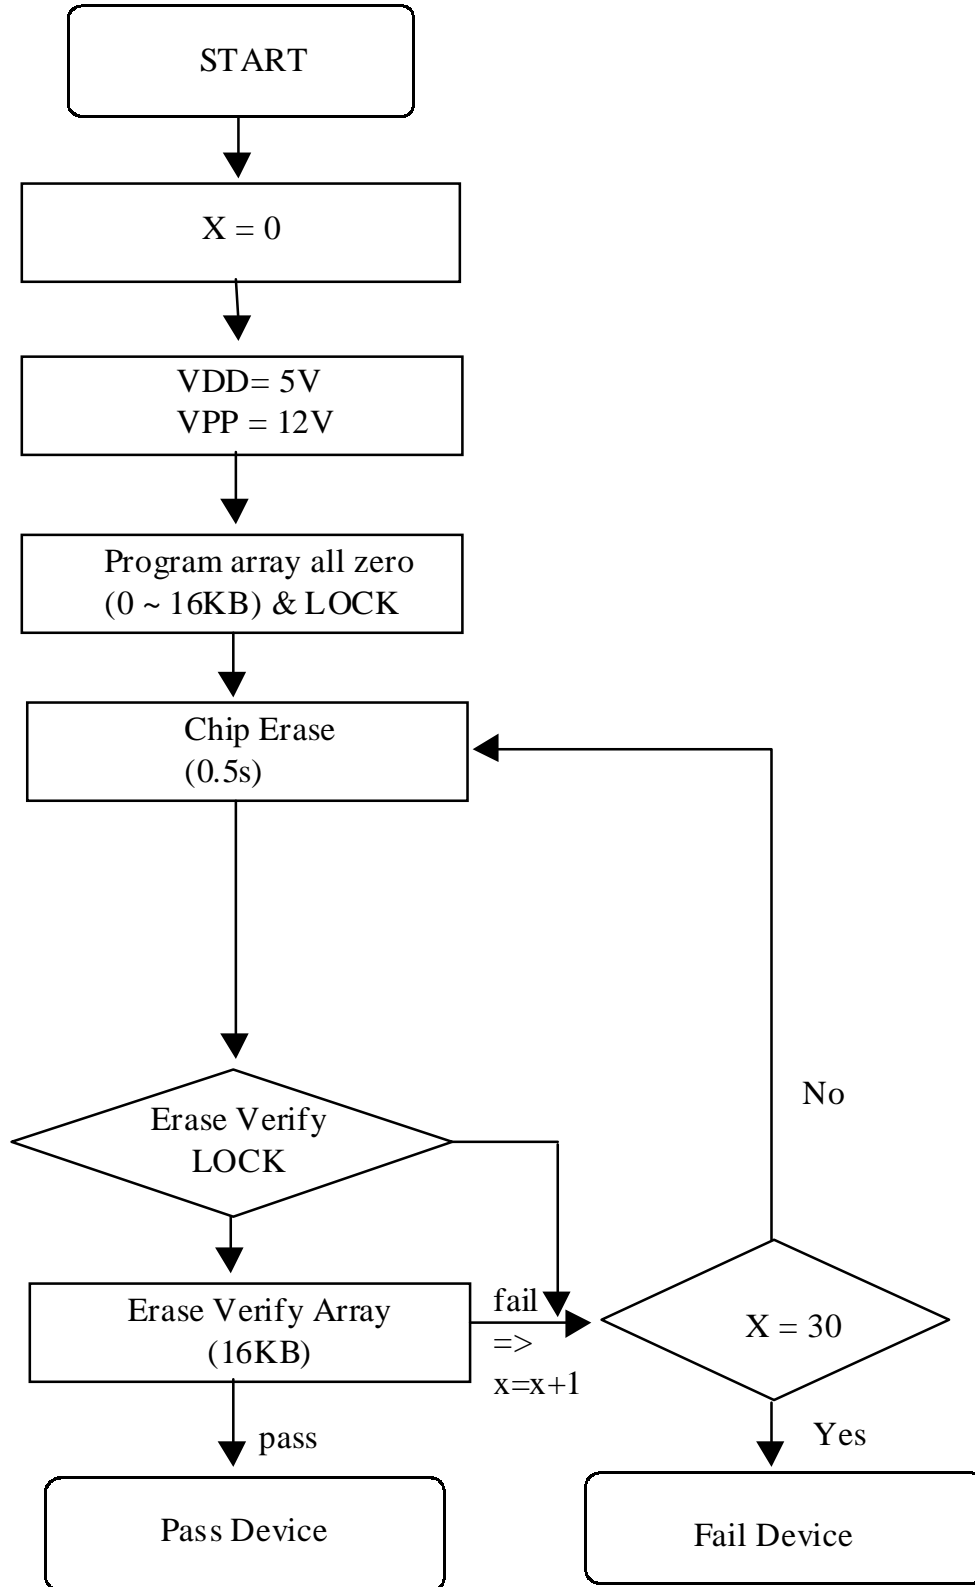 START
X = 0
VDD= 5V
VPP = 12V
Program array all zero
(0 ~ 16KB) & LOCK
Chip Erase
(0.5s)
No
Erase Verify
LOCK
Erase Verify Array
(16KB)
fail
=>
x=x+1
X = 30
pass
Yes
Pass Device
Fail Device